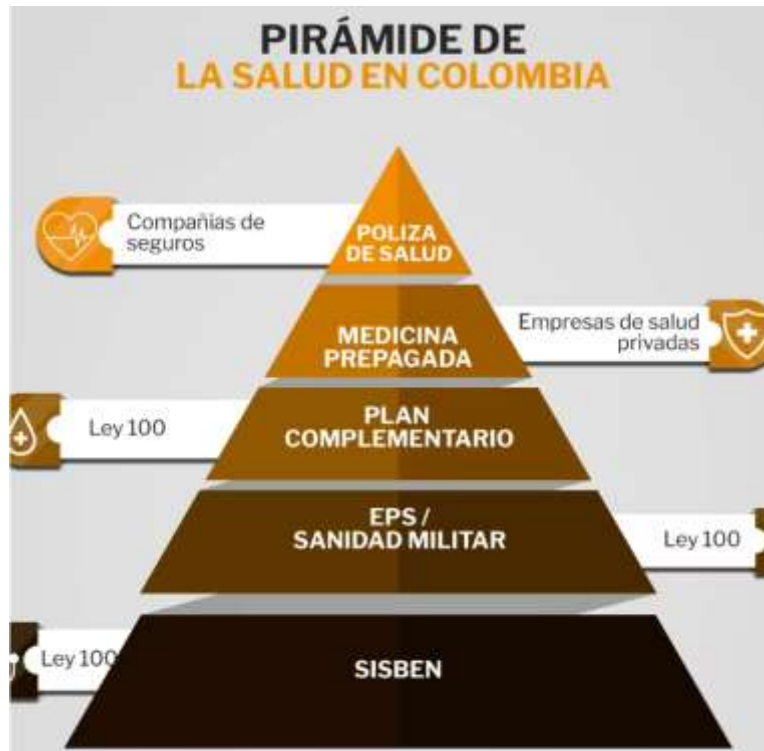 PIRÁMIDE DE
LA SALUD EN COLOMBIA
Compañias de
seguros
POLIZA
DE SALUD
MEDICINA
PREPAGADA
Empresas de salud
privadas
Ley 100
PLAN
COMPLEMENTARIO
EPS /
SANIDAD MILITAR
Ley 100
Ley 100
SISBEN